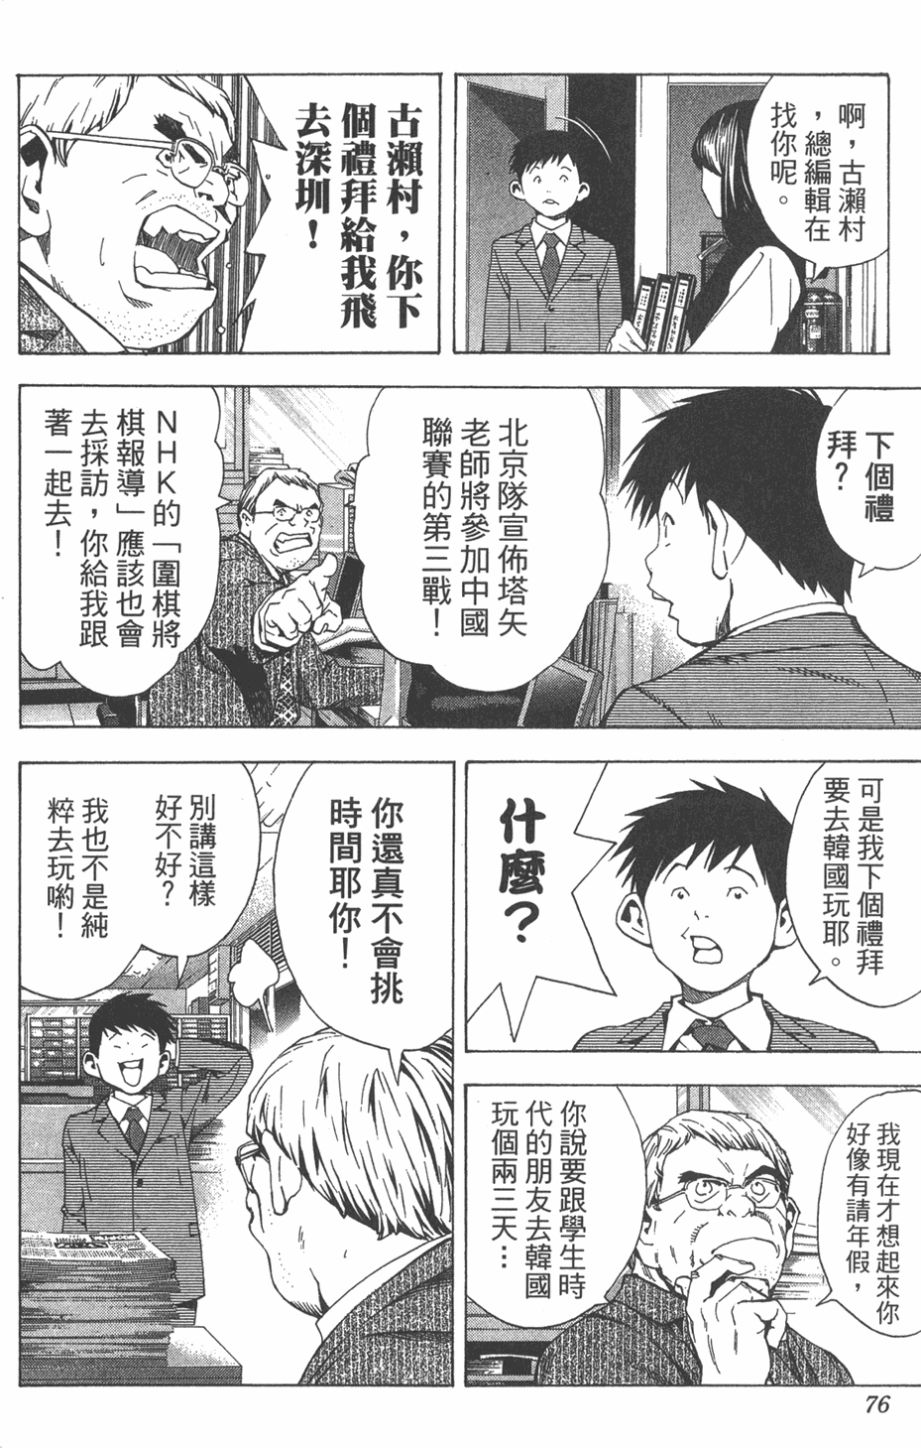 啊，古瀨村
，總編輯在
找你呢。
古瀨村，你下
個禮拜給我飛
去深圳！
下個禮
拜？
北京隊宣佈塔矢
老師將參加中國
聯賽的第三戰！
NHK的「圍棋將
棋報導」應該也會
去採訪，你給我跟
著一起去！
可是我下個禮拜
要去韓國玩耶。
什麼？
我現在才想起來你
好像有請年假，
你說要跟學生時
代的朋友去韓國
玩個兩三天…
你還真不會挑
時間耶你！
別講這樣
好不好？
我也不是純
粹去玩喲！
76